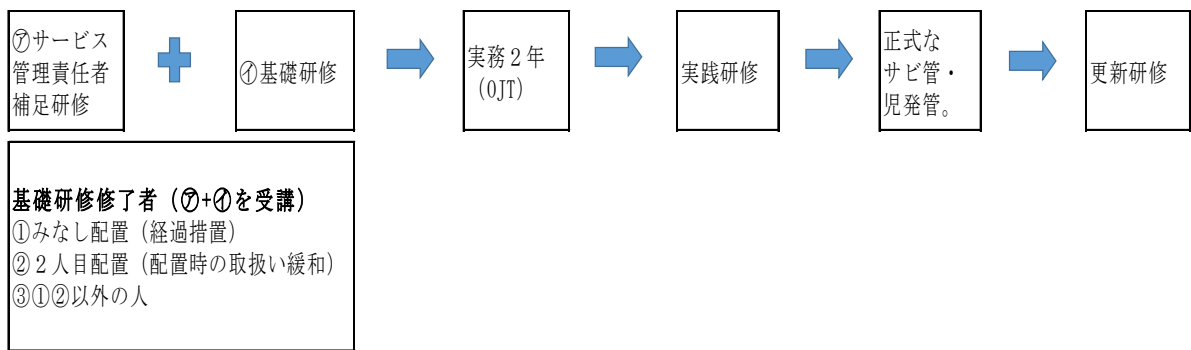 ㋐サービス
管理責任者
補足研修
㋑基礎研修
実務2年
(OJT)
実践研修
正式な
サビ管・
児発管。
更新研修
基礎研修修了者(㋐+㋑を受講)
①みなし配置(経過措置)
②2人目配置(配置時の取扱い緩和)
③①②以外の人